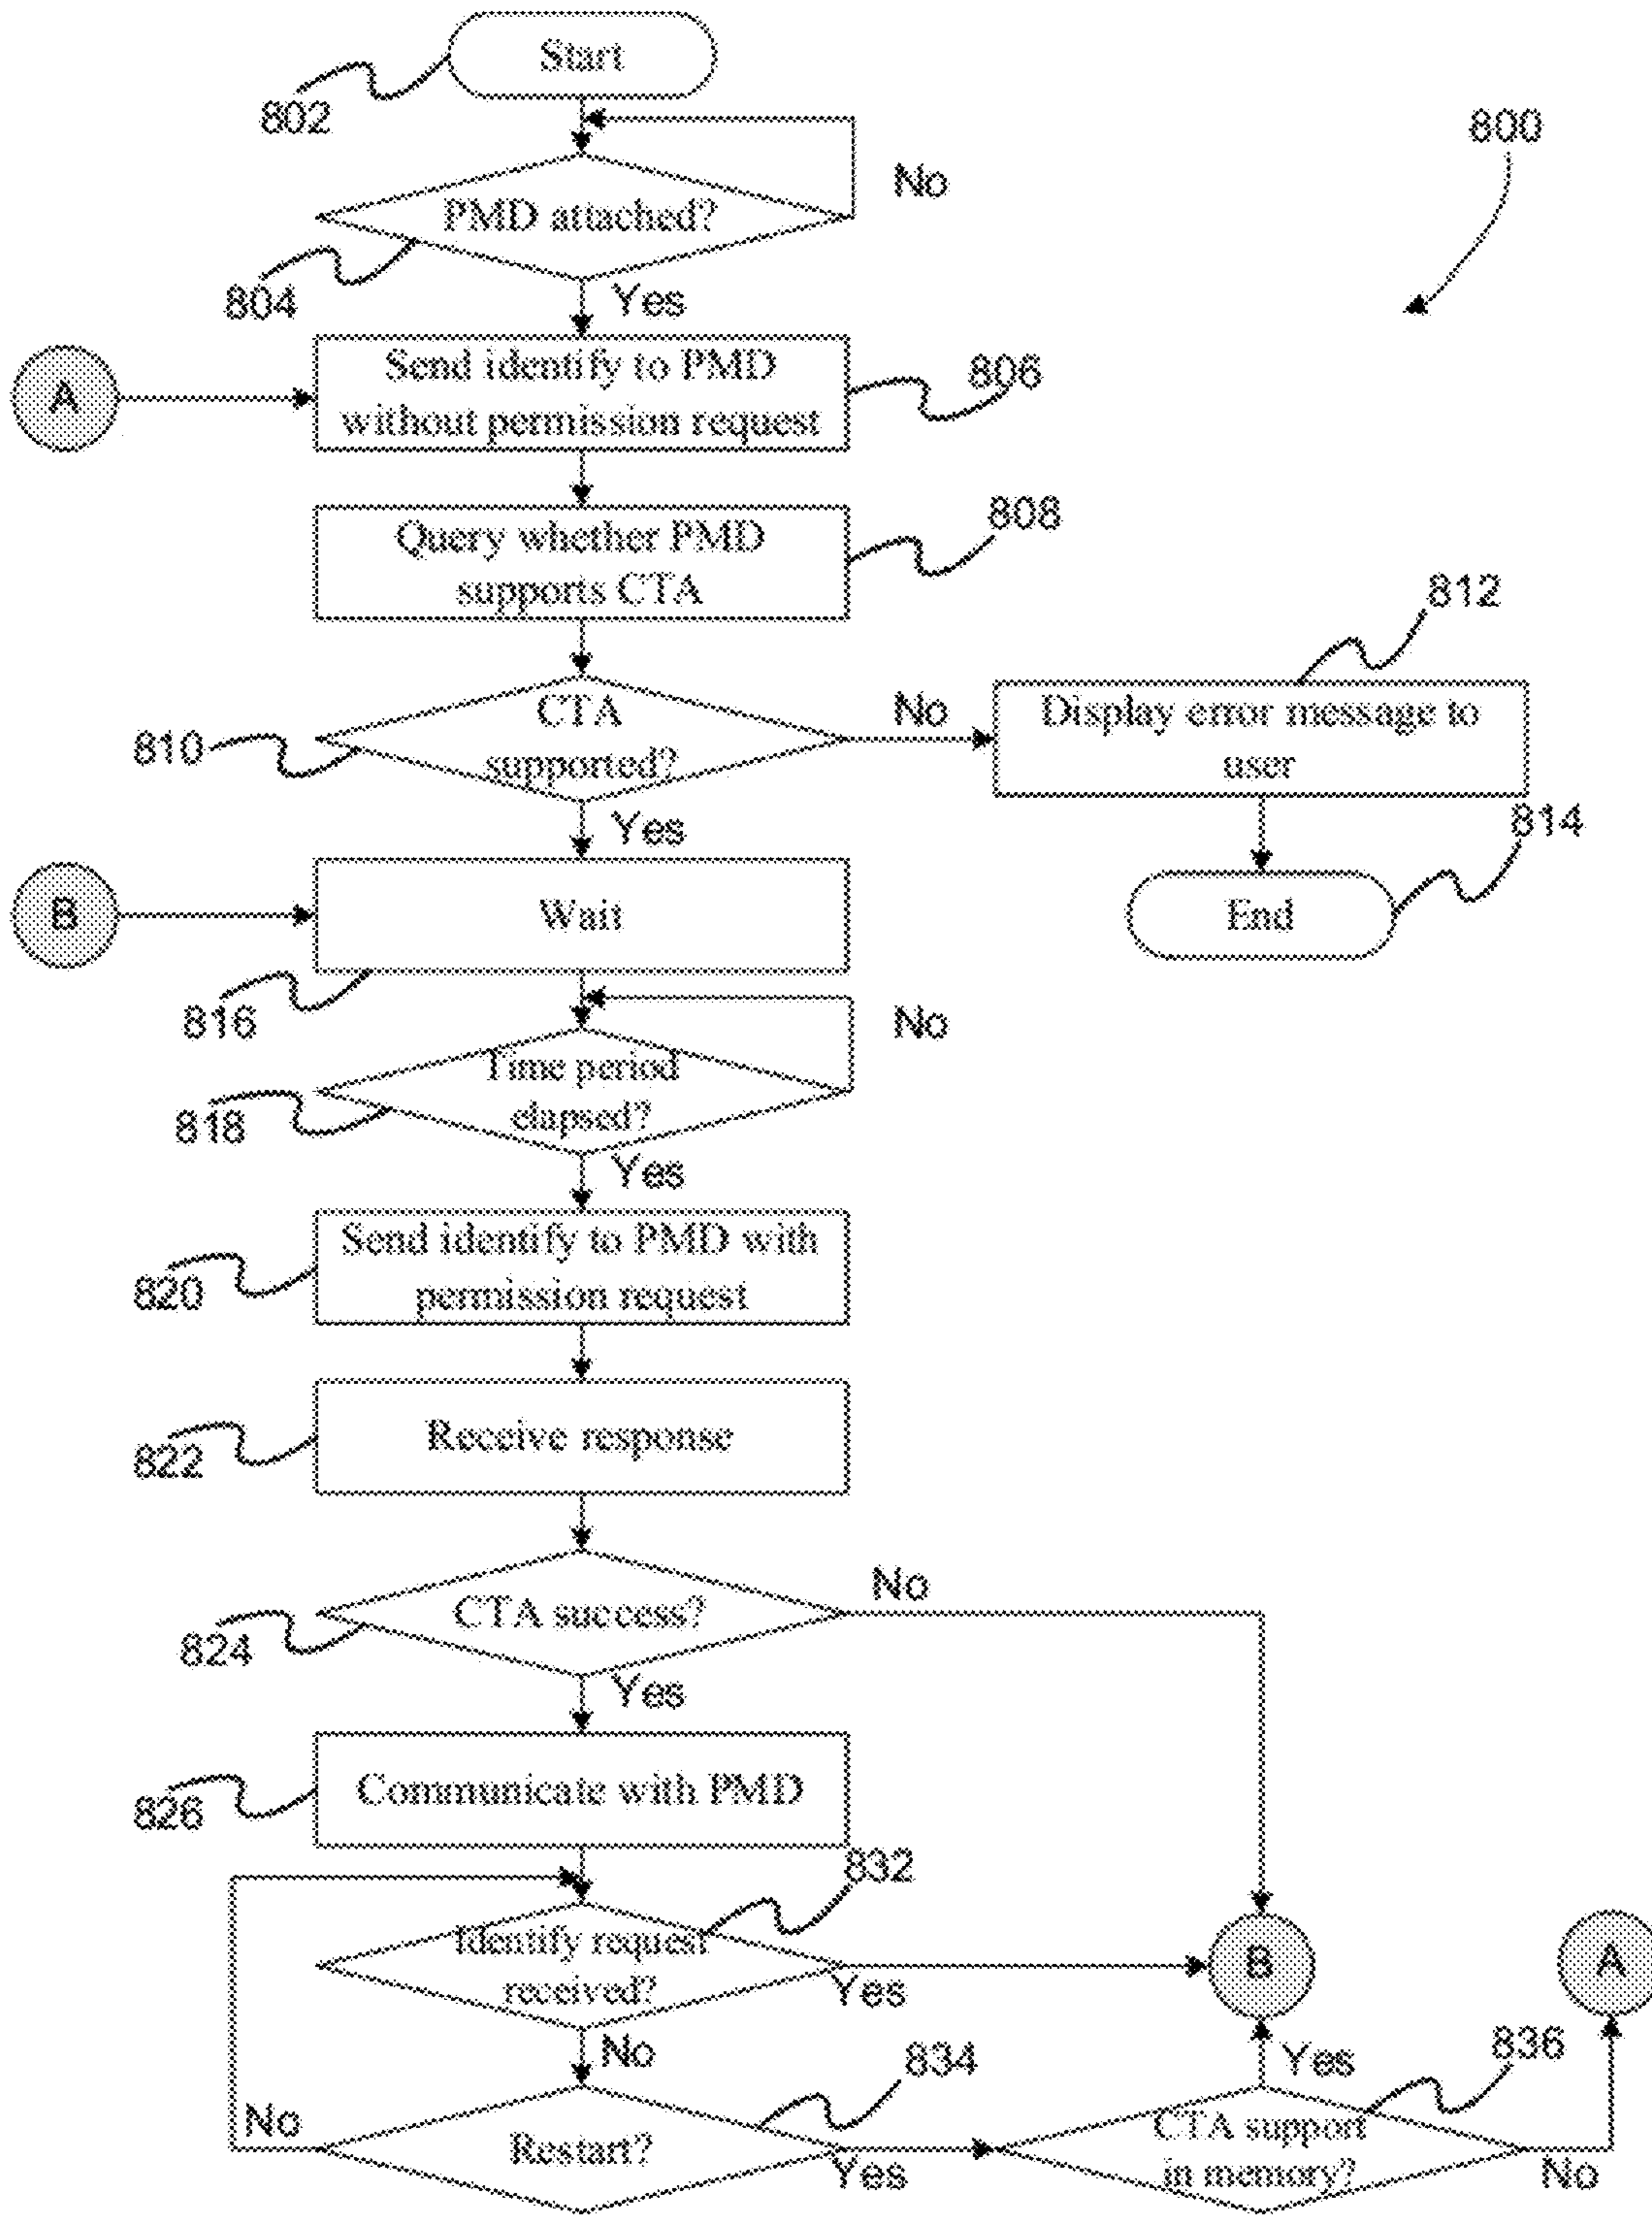 Start
802
800
No
PMD attached?
804
Yes
A
Send identify to PMD
without permission request
806
Query whether PMD
supports CTA
808
812
CTA
supported?
No
810
Display error message to
user
Yes
814
B
Wait
End
816
No
Time period
elapsed?
818
Yes
Send identify to PMD with
permission request
820
Receive response
822
No
CTA success?
824
Yes
Communicate with PMD
826
832
Identify request
received?
Yes
B
A
No
834
Yes
836
No
Restart?
Yes
CTA support
in memory?
No